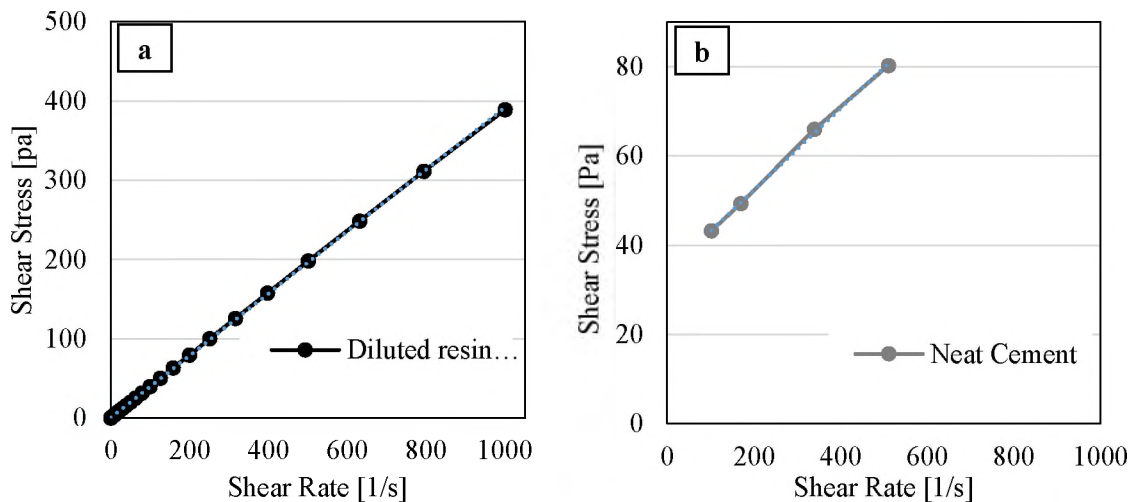 a
500
400
300
200
100
0
Shear Stress [pa]
Diluted resin…
0 200 400 600 800 1000
Shear Rate [1/s]
b
80
60
40
20
0
Shear Stress [Pa]
Neat Cement
0 200 400 600 800 1000
Shear Rate [1/s]